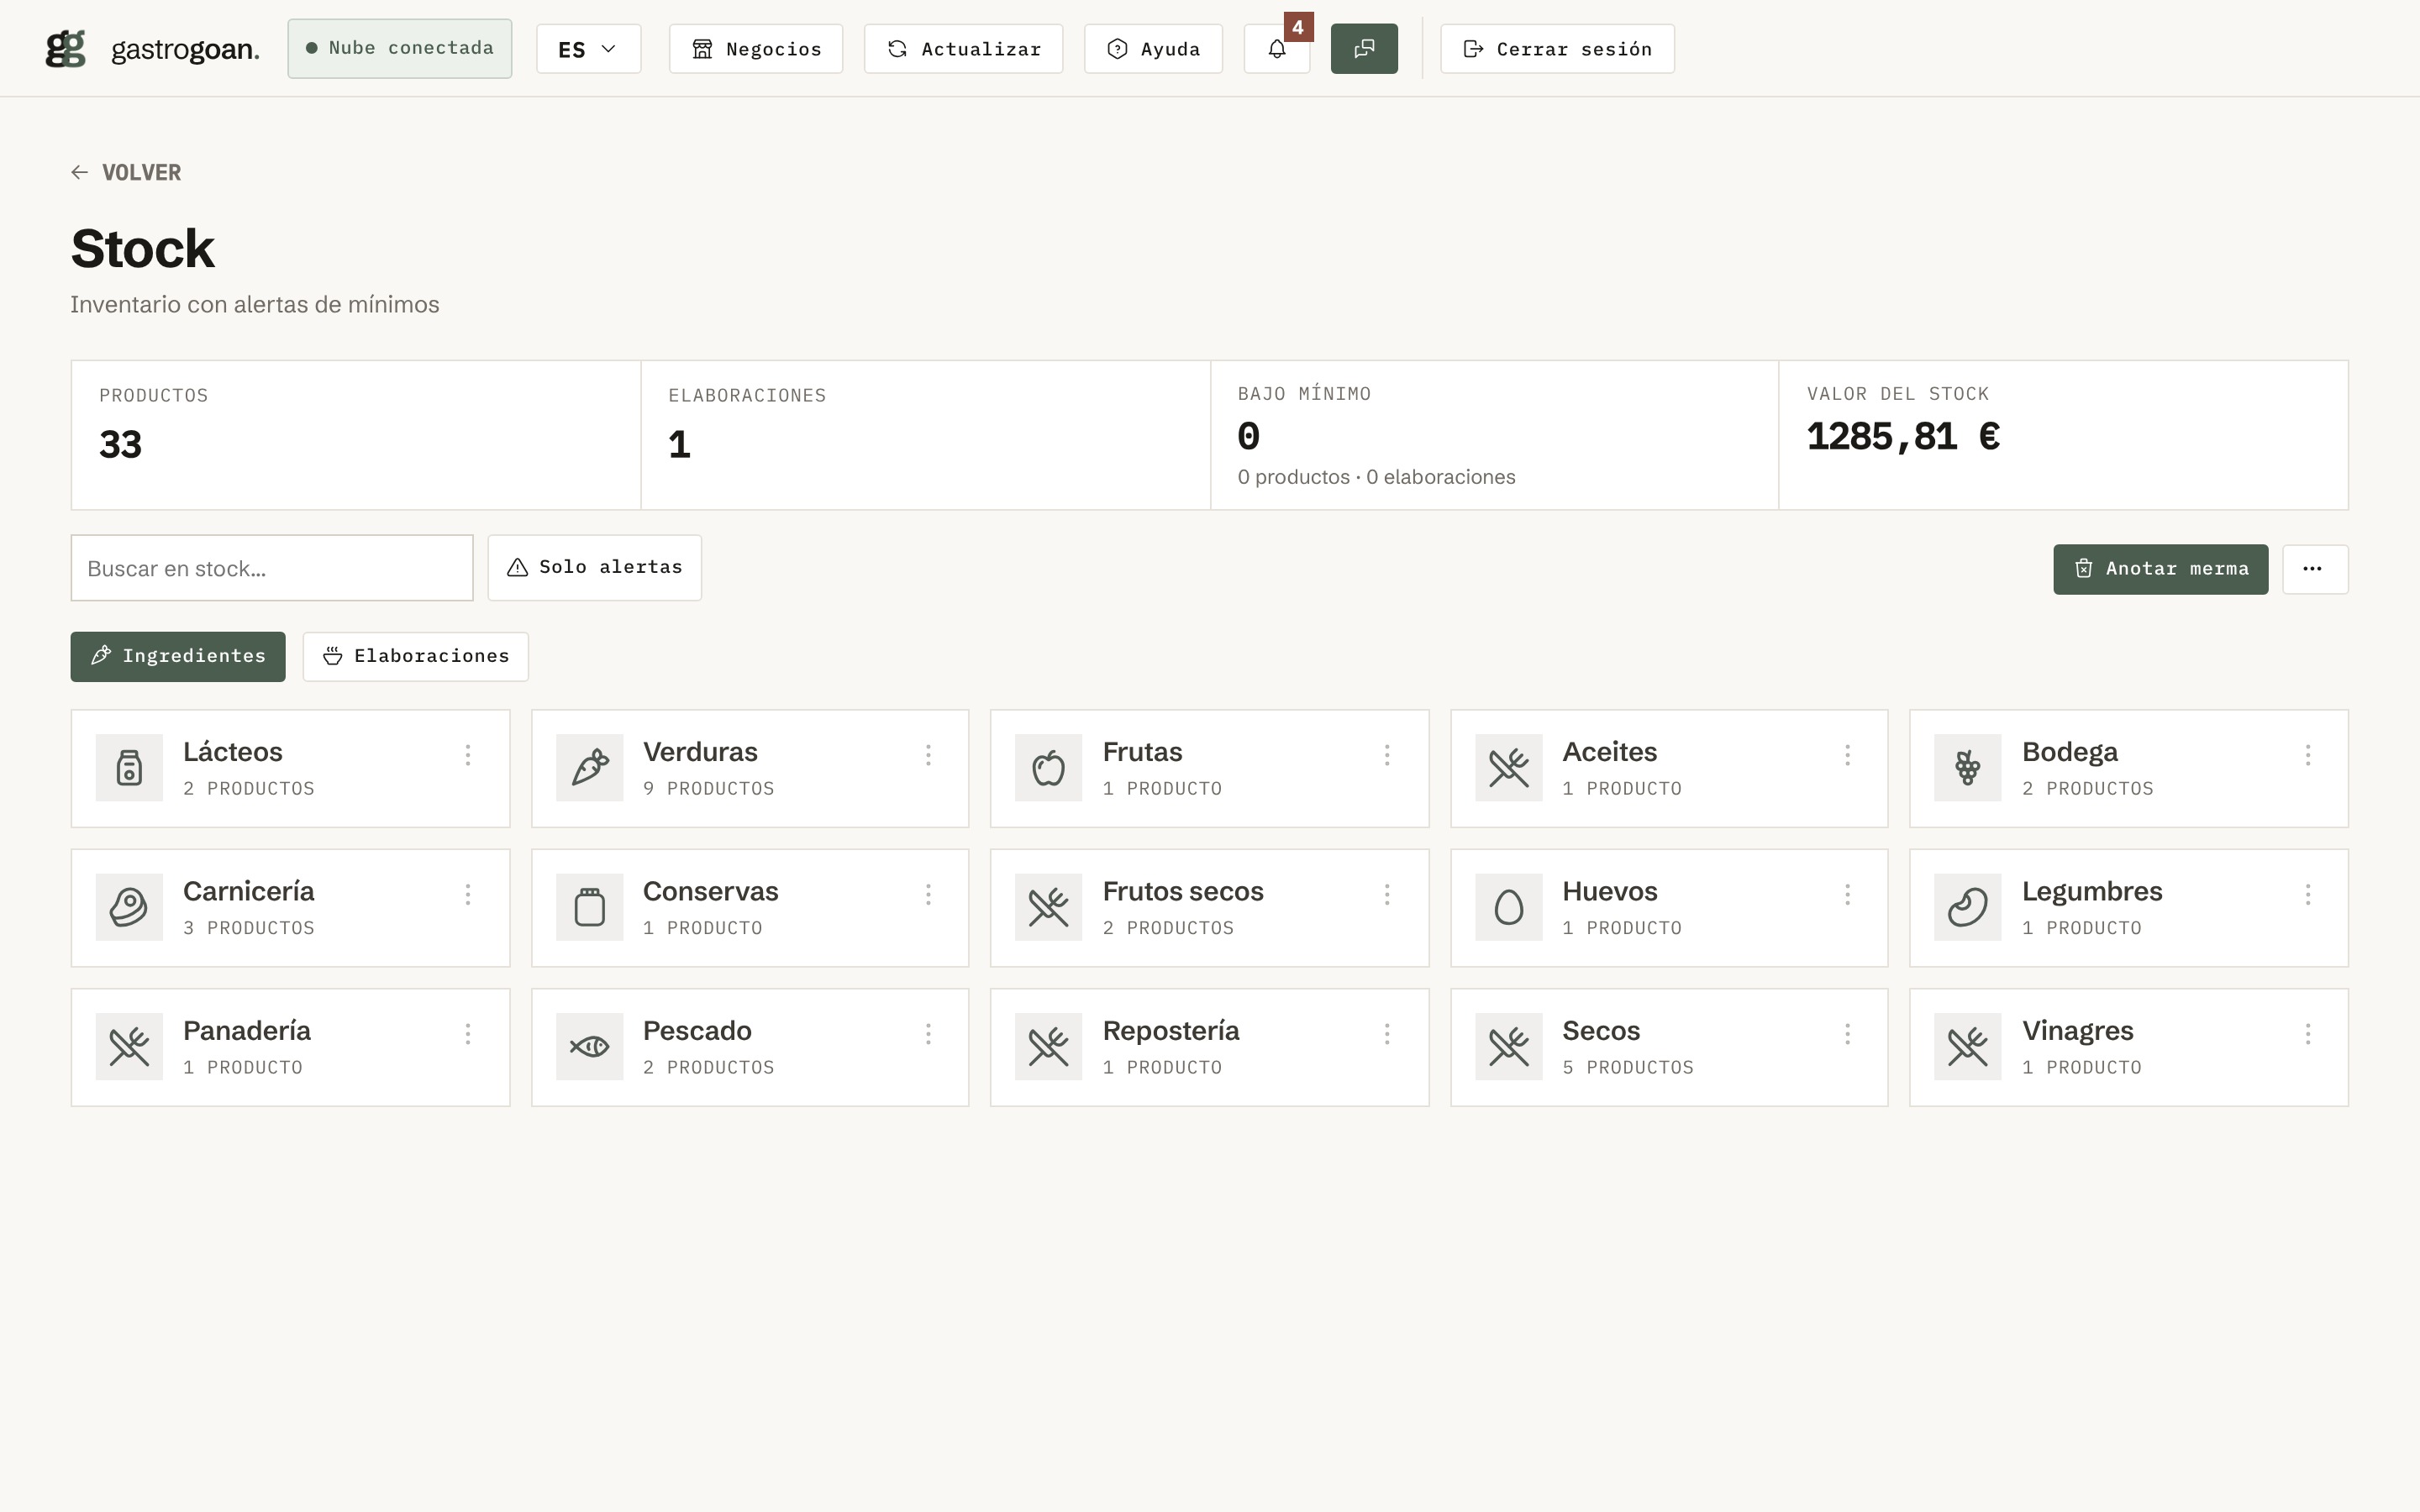 gg gastrogoan.
Nube conectada
ES
Negocios
Actualizar
Ayuda
4
Cerrar sesión
← VOLVER
Stock
Inventario con alertas de mínimos
PRODUCTOS
33
ELABORACIONES
1
BAJO MÍNIMO
0
0 productos · 0 elaboraciones
VALOR DEL STOCK
1285,81 €
Buscar en stock...
Solo alertas
Anotar merma
Ingredientes
Elaboraciones
Lácteos
2 PRODUCTOS
Verduras
9 PRODUCTOS
Frutas
1 PRODUCTO
Aceites
1 PRODUCTO
Bodega
2 PRODUCTOS
Carnicería
3 PRODUCTOS
Conservas
1 PRODUCTO
Frutos secos
2 PRODUCTOS
Huevos
1 PRODUCTO
Legumbres
1 PRODUCTO
Panadería
1 PRODUCTO
Pescado
2 PRODUCTOS
Repostería
1 PRODUCTO
Secos
5 PRODUCTOS
Vinagres
1 PRODUCTO